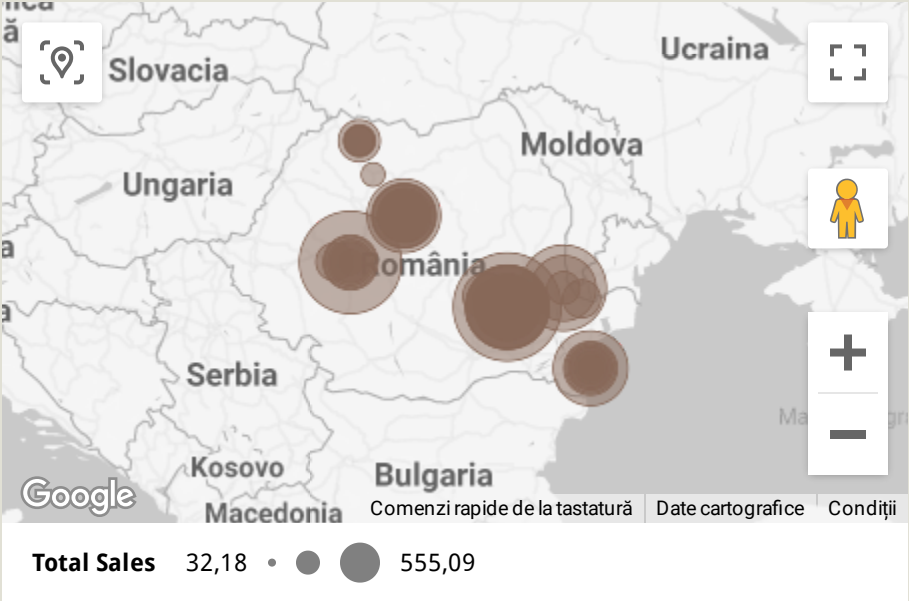 Ucraina
Slovacia
Moldova
Ungaria
România
Serbia
Kosovo
Bulgaria
Google
Macedonia
Comenzi rapide de la tastatură
Date cartografice
Condiții
Total Sales 32,18 555,09